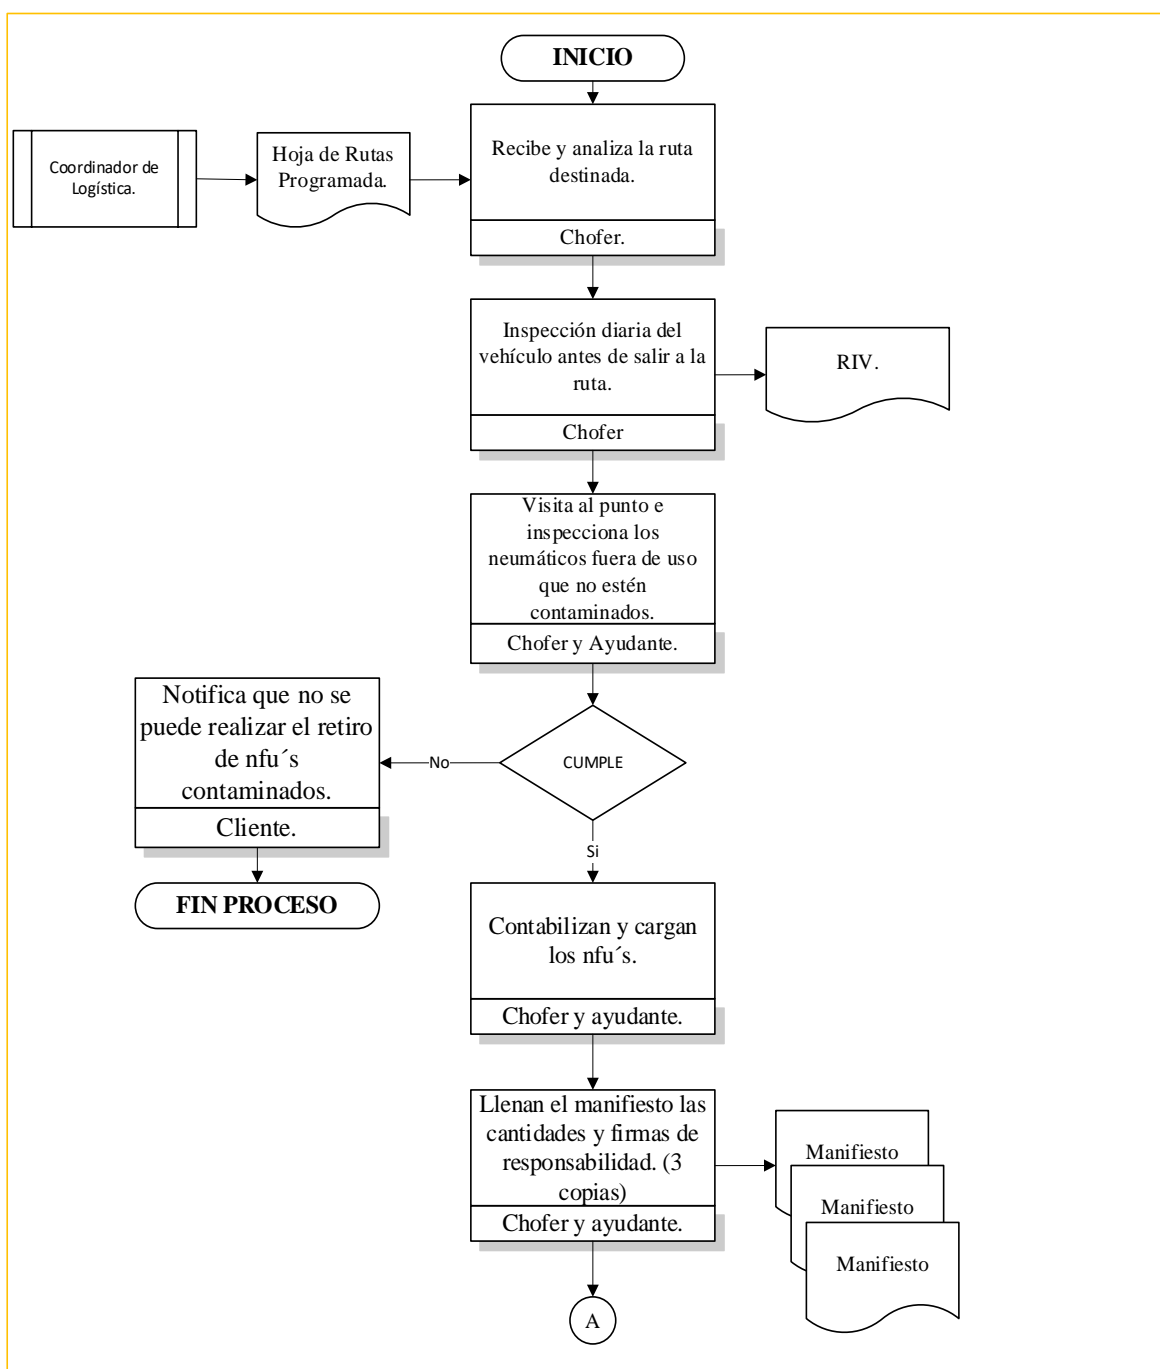 INICIO
Coordinador de
Logística.
Hoja de Rutas
Programada.
Recibe y analiza la ruta
destinada.
Chofer.
Inspección diaria del
vehículo antes de salir a la
ruta.
Chofer
RIV.
Visita al punto e
inspecciona los
neumáticos fuera de uso
que no estén
contaminados.
Chofer y Ayudante.
CUMPLE
No
Notifica que no se
puede realizar el retiro
de nfu´s
contaminados.
Cliente.
FIN PROCESO
Si
Contabilizan y cargan
los nfu´s.
Chofer y ayudante.
Llenan el manifiesto las
cantidades y firmas de
responsabilidad. (3
copias)
Chofer y ayudante.
Manifiesto
Manifiesto
Manifiesto
A